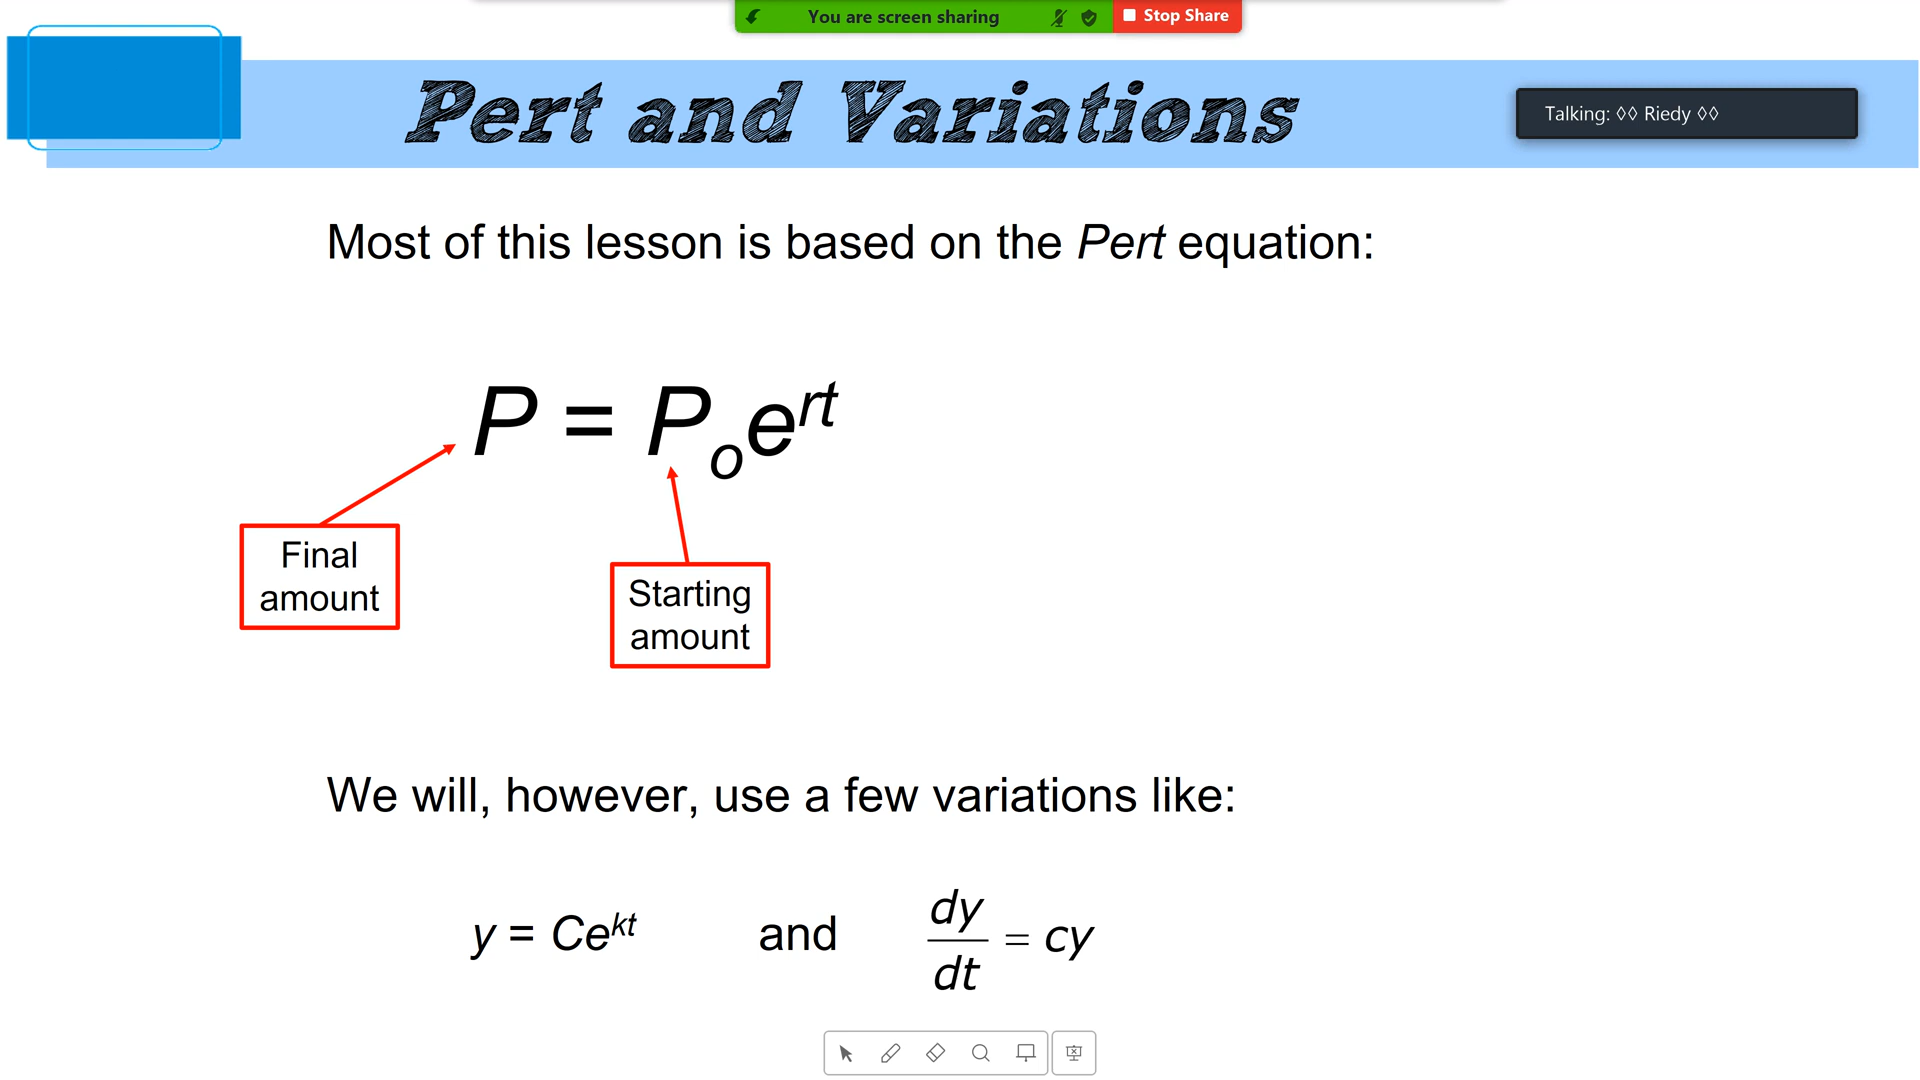 You are screen sharing
Stop Share
Pert and Variations
Talking: ◊◊ Riedy ◊◊
Most of this lesson is based on the Pert equation:
P = Pₒeʳᵗ
Final
amount
Starting
amount
We will, however, use a few variations like:
y = Ceᵏᵗ and dy/dt = cy